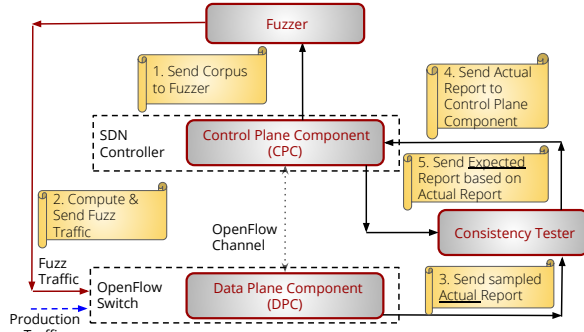 Fuzzer
1. Send Corpus
to Fuzzer
4. Send Actual
Report to
Control Plane
Component
SDN
Controller
Control Plane Component
(CPC)
5. Send Expected
Report based on
Actual Report
2. Compute &
Send Fuzz
Traffic
OpenFlow
Channel
Consistency Tester
Fuzz
Traffic
OpenFlow
Switch
Data Plane Component
(DPC)
3. Send sampled
Actual Report
Production